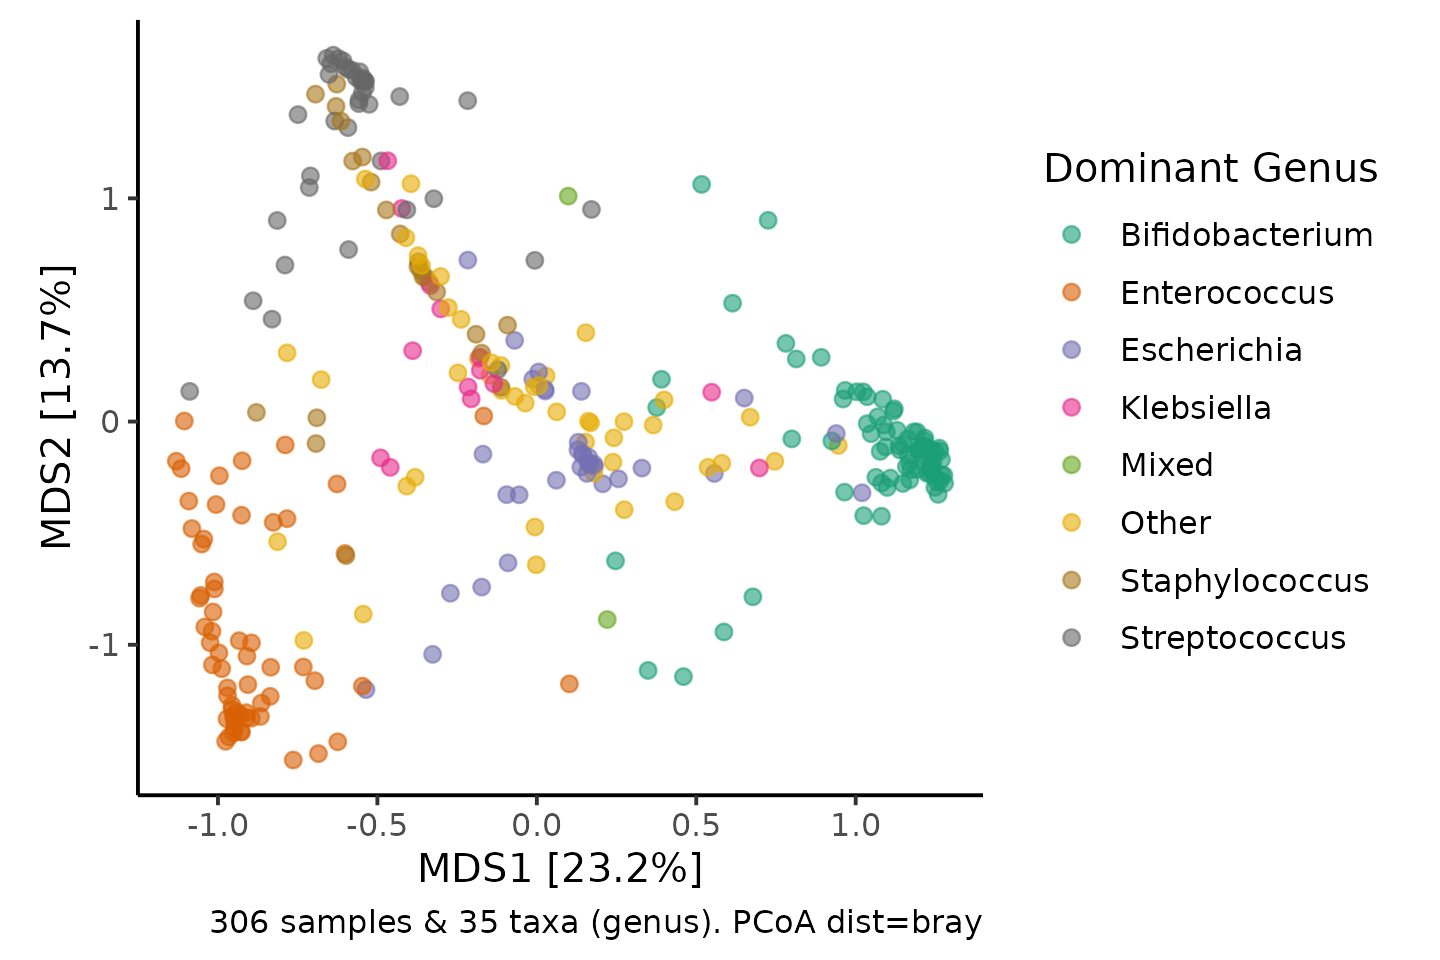 1
0
-1
MDS2 [13.7%]
-1.0 -0.5 0.0 0.5 1.0
MDS1 [23.2%]
306 samples & 35 taxa (genus). PCoA dist=bray
Dominant Genus
Bifidobacterium
Enterococcus
Escherichia
Klebsiella
Mixed
Other
Staphylococcus
Streptococcus